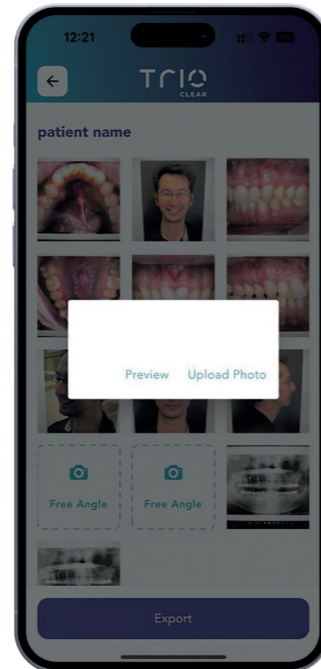 12:21
TRIO
CLEAR
patient name
Preview Upload Photo
Free Angle Free Angle
Export